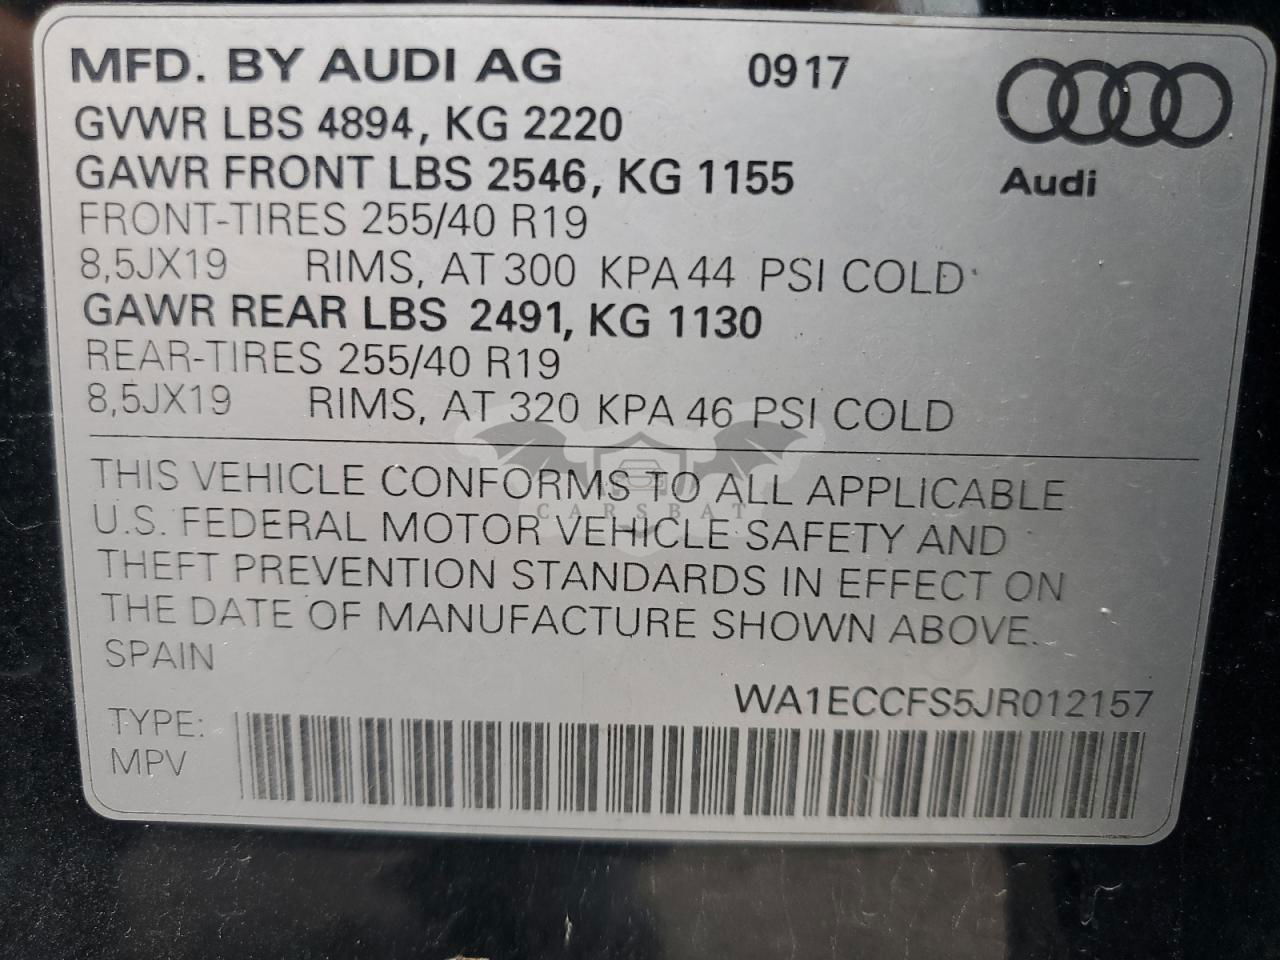 MFD. BY AUDI AG 0917
GVWR LBS 4894, KG 2220
GAWR FRONT LBS 2546, KG 1155
Audi
FRONT-TIRES 255/40 R19
8,5JX19 RIMS, AT 300 KPA 44 PSI COLD
GAWR REAR LBS 2491, KG 1130
REAR-TIRES 255/40 R19
8,5JX19 RIMS, AT 320 KPA 46 PSI COLD
THIS VEHICLE CONFORMS TO ALL APPLICABLE
CARSBAT
U.S. FEDERAL MOTOR VEHICLE SAFETY AND
THEFT PREVENTION STANDARDS IN EFFECT ON
THE DATE OF MANUFACTURE SHOWN ABOVE.
SPAIN
WA1ECCFS5JR012157
TYPE:
MPV